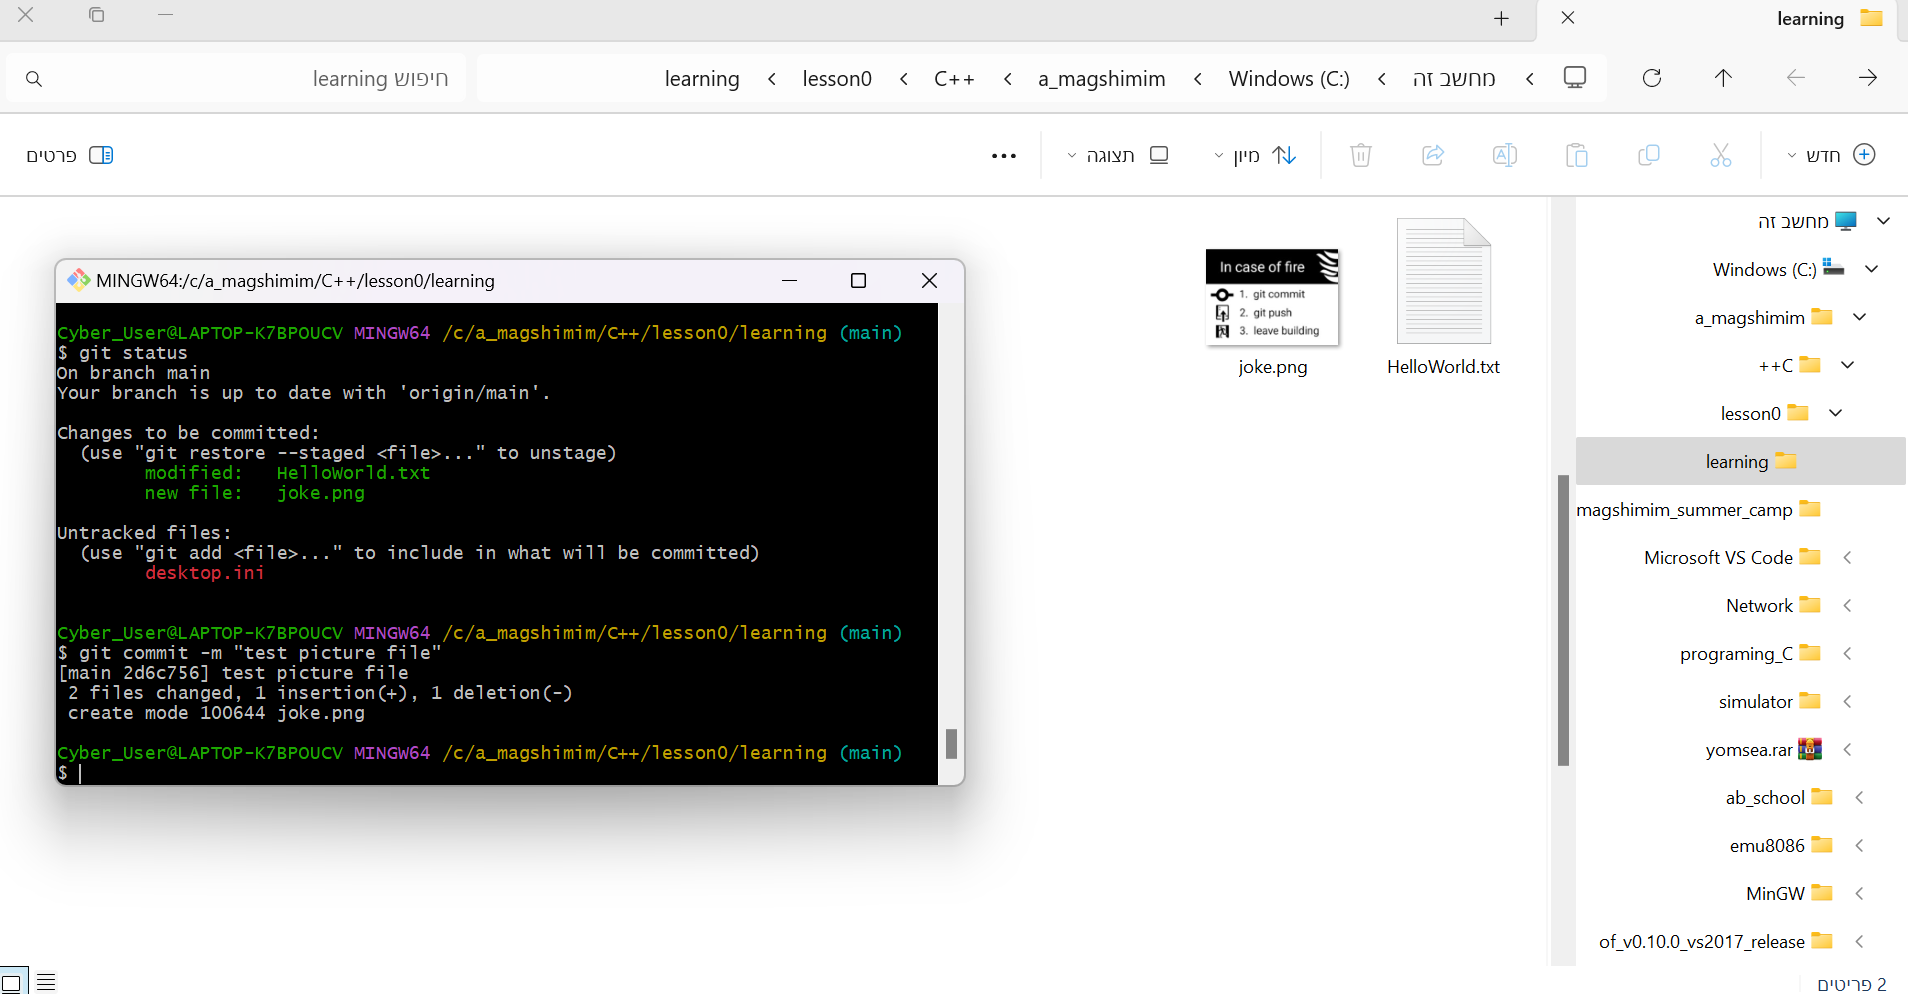 learning
חיפוש learning
מחשב זה
Windows (C:)
a_magshimim
C++
lesson0
learning
חדש
מיון
תצוגה
פרטים
MINGW64:/c/a_magshimim/C++/lesson0/learning
Cyber_User@LAPTOP-K7BPOUCV MINGW64 /c/a_magshimim/C++/lesson0/learning (main)
$ git status
On branch main
Your branch is up to date with 'origin/main'.
Changes to be committed:
(use "git restore --staged <file>..." to unstage)
modified: HelloWorld.txt
new file: joke.png
Untracked files:
(use "git add <file>..." to include in what will be committed)
desktop.ini
Cyber_User@LAPTOP-K7BPOUCV MINGW64 /c/a_magshimim/C++/lesson0/learning (main)
$ git commit -m "test picture file"
[main 2d6c756] test picture file
2 files changed, 1 insertion(+), 1 deletion(-)
create mode 100644 joke.png
Cyber_User@LAPTOP-K7BPOUCV MINGW64 /c/a_magshimim/C++/lesson0/learning (main)
$
In case of fire
1. git commit
2. git push
3. leave building
joke.png
HelloWorld.txt
מחשב זה
Windows (C:)
a_magshimim
++C
lesson0
learning
magshimim_summer_camp
Microsoft VS Code
Network
programing_C
simulator
yomsea.rar
ab_school
emu8086
MinGW
of_v0.10.0_vs2017_release
2 פריטים